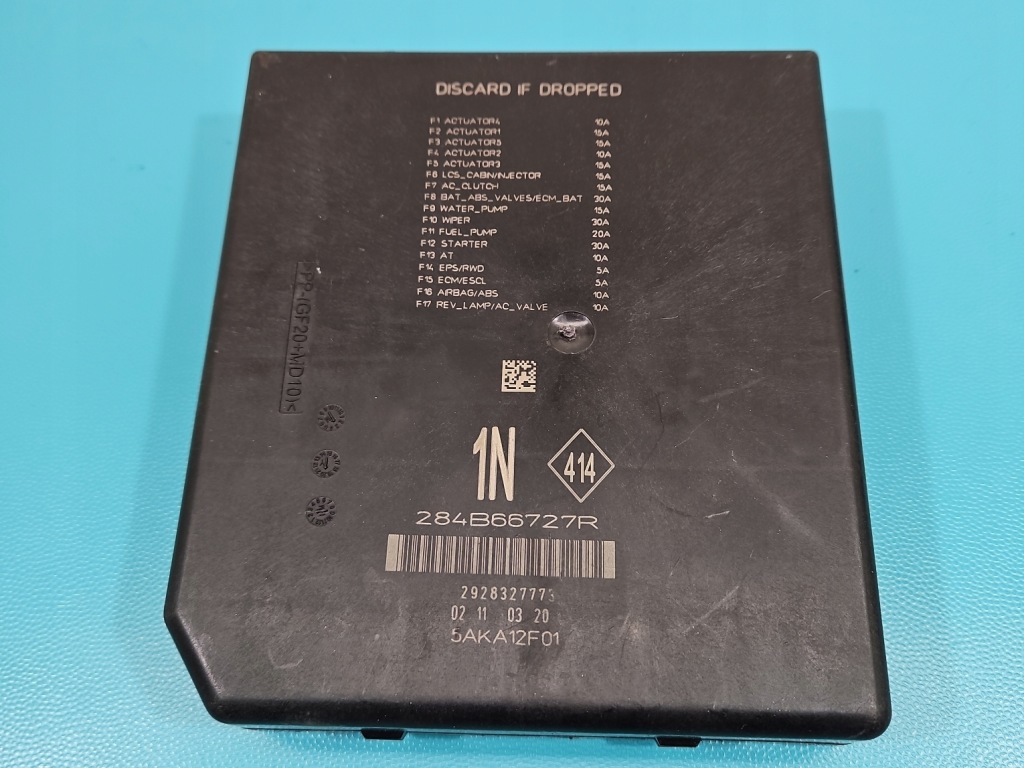 DISCARD IF DROPPED
F1 ACTUATOR4 10A
F2 ACTUATOR1 15A
F3 ACTUATOR5 15A
F4 ACTUATOR2 10A
F5 ACTUATOR3 15A
F6 LCS_CABIN/INJECTOR 15A
F7 AC_CLUTCH 15A
F8 BAT_ABS_VALVES/ECM_BAT 30A
F9 WATER_PUMP 15A
F10 WIPER 30A
F11 FUEL_PUMP 20A
F12 STARTER 30A
F13 AT 10A
F14 EPS/RWD 5A
F15 ECM/ESCL 5A
F16 AIRBAG/ABS 10A
F17 REV_LAMP/AC_VALVE 10A
>PP-(GF20+MD10)<
1N 414
284B66727R
2928327773
02 11 03 20
5AKA12F01